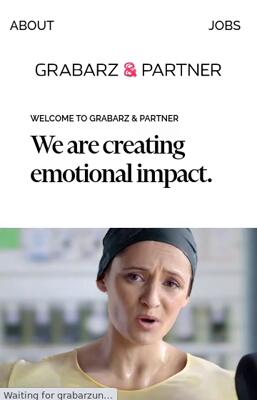 ABOUT JOBS
GRABARZ & PARTNER
WELCOME TO GRABARZ & PARTNER
We are creating
emotional impact.
Waiting for grabarzun...